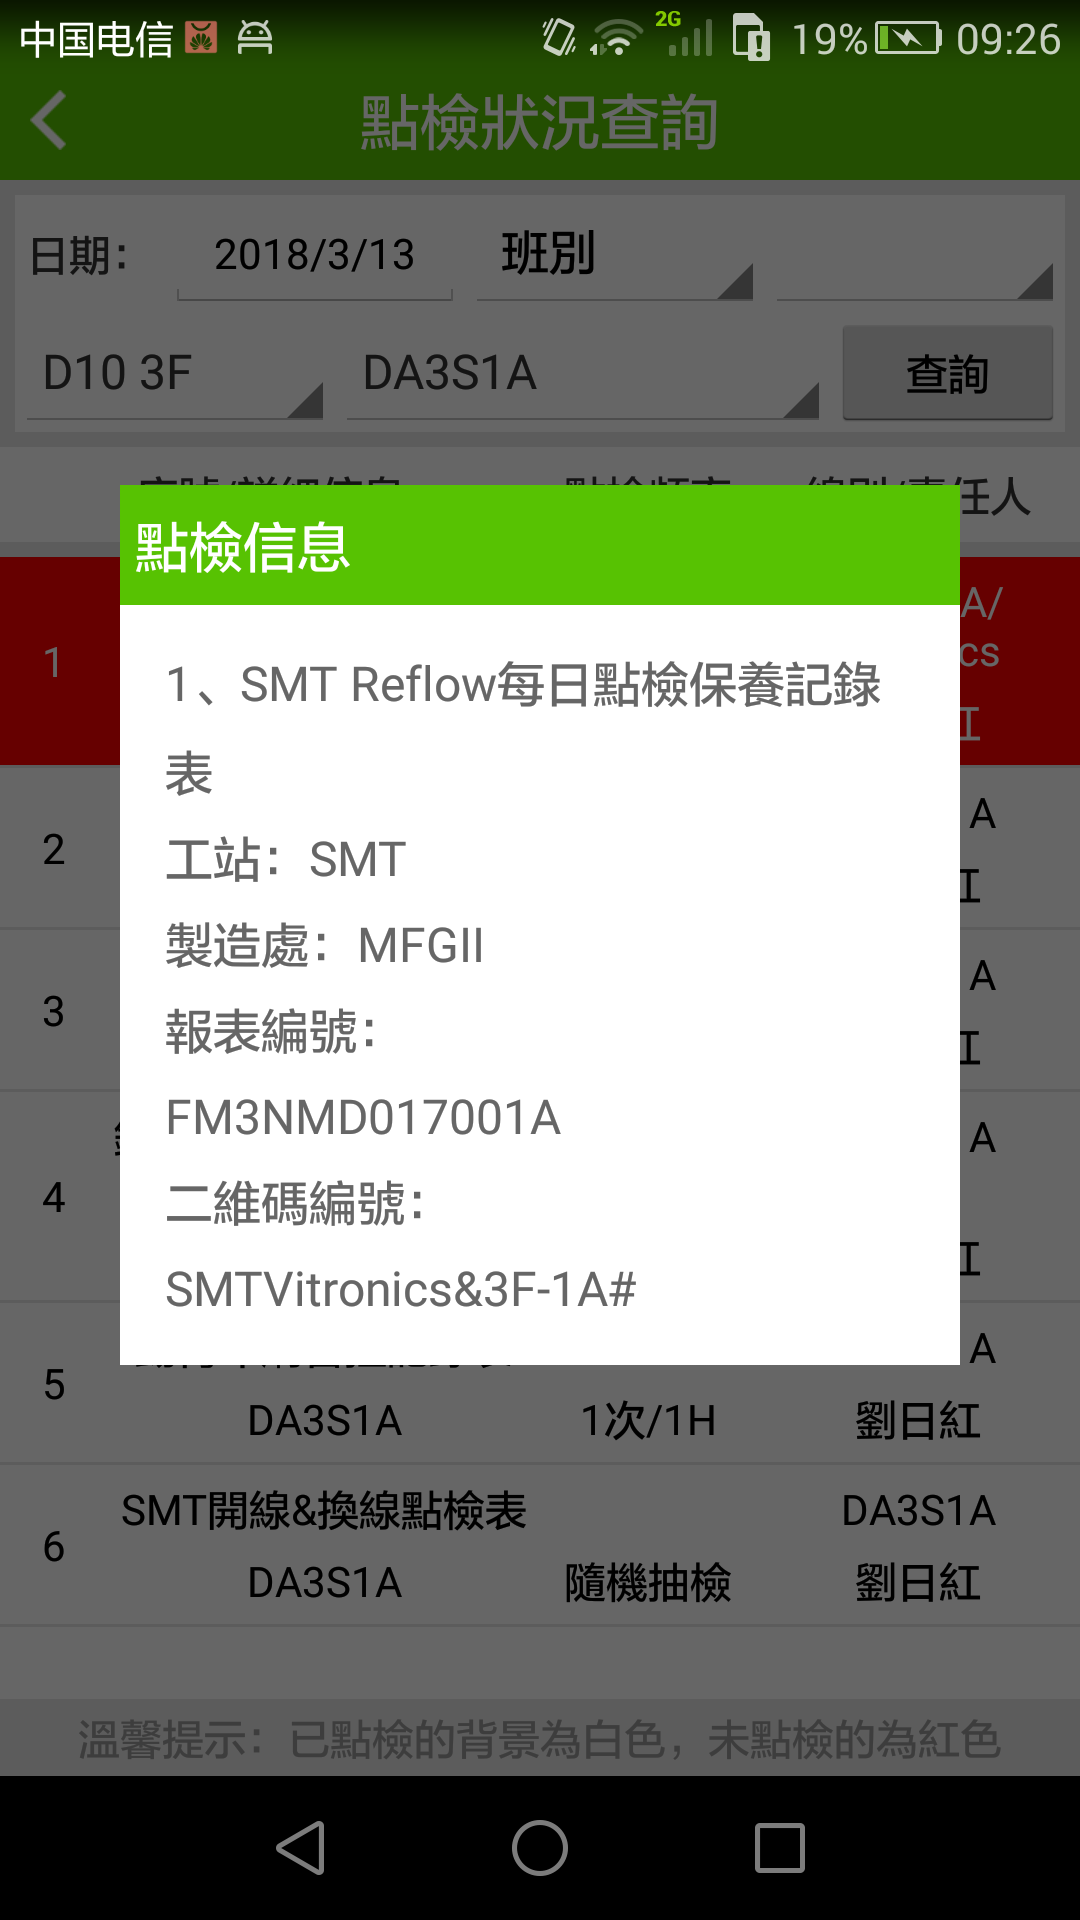 中国电信 2G 19% 09:26
點檢狀況查詢
日期： 2018/3/13 班別
D10 3F DA3S1A 查詢
任人
點檢信息
1、SMT Reflow每日點檢保養記錄
表
工站：SMT
製造處：MFGII
報表編號：
FM3NMD017001A
二維碼編號：
SMTVitronics&3F-1A#
1 A/
cs
2 A
3 A
4 A
5 A
DA3S1A 1次/1H 劉日紅
6 SMT開線&換線點檢表 DA3S1A
DA3S1A 隨機抽檢 劉日紅
溫馨提示：已點檢的背景為白色，未點檢的為紅色